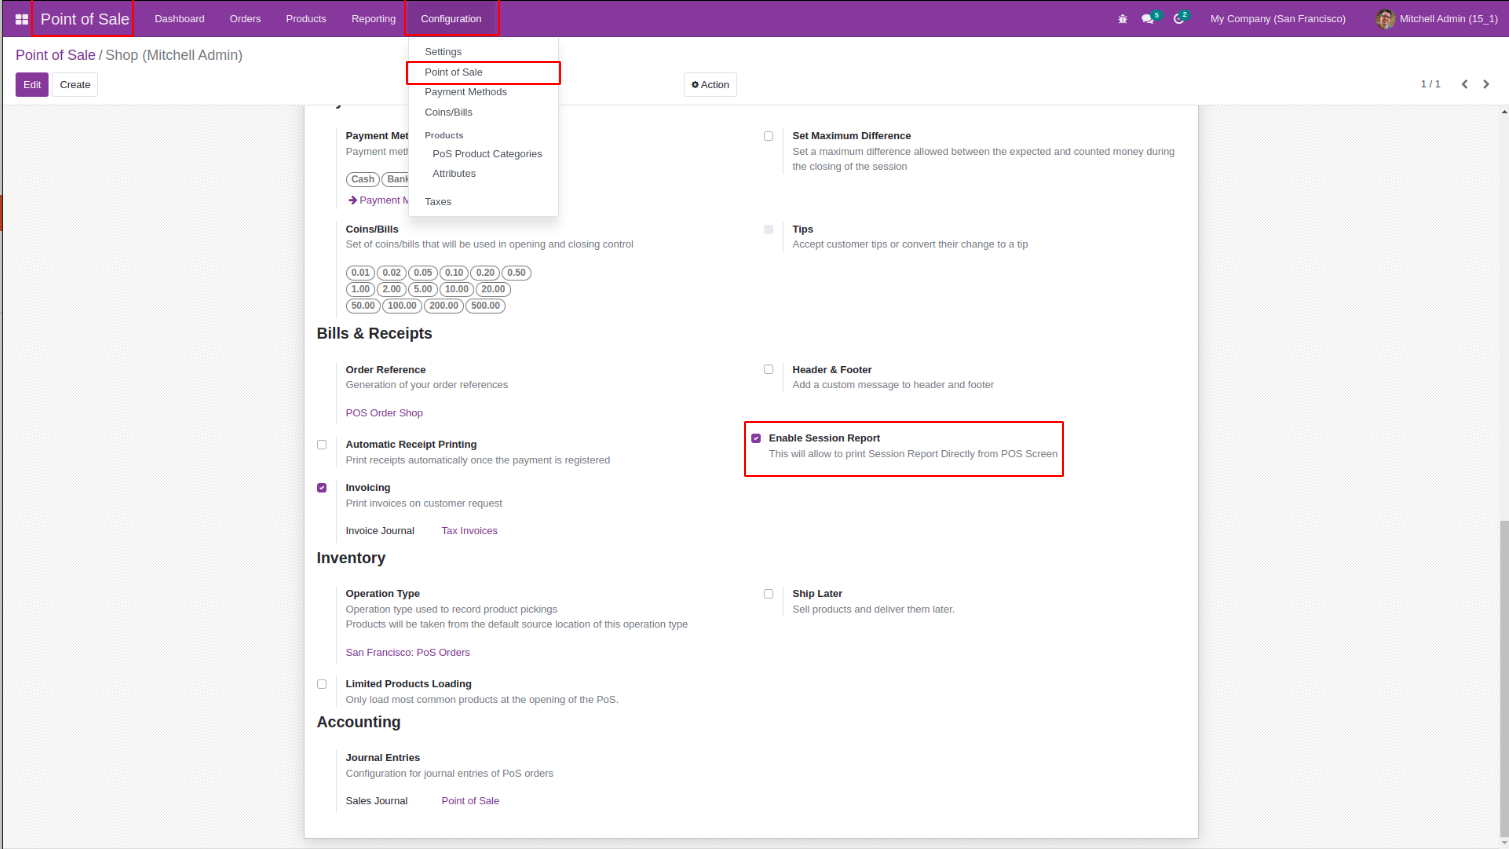 Point of Sale Dashboard Orders Products Reporting Configuration 5 2 My Company (San Francisco) Mitchell Admin (15_1)
Point of Sale / Shop (Mitchell Admin)
Edit Create Action 1 / 1
Settings
Point of Sale
Payment Methods
Coins/Bills
Products
PoS Product Categories
Attributes
Taxes
Payment Met
Payment meth
Cash Bank
Payment M
Set Maximum Difference
Set a maximum difference allowed between the expected and counted money during
the closing of the session
Coins/Bills
Set of coins/bills that will be used in opening and closing control
0.01 0.02 0.05 0.10 0.20 0.50
1.00 2.00 5.00 10.00 20.00
50.00 100.00 200.00 500.00
Tips
Accept customer tips or convert their change to a tip
Bills & Receipts
Order Reference
Generation of your order references
POS Order Shop
Header & Footer
Add a custom message to header and footer
Automatic Receipt Printing
Print receipts automatically once the payment is registered
Enable Session Report
This will allow to print Session Report Directly from POS Screen
Invoicing
Print invoices on customer request
Invoice Journal Tax Invoices
Inventory
Operation Type
Operation type used to record product pickings
Products will be taken from the default source location of this operation type
San Francisco: PoS Orders
Ship Later
Sell products and deliver them later.
Limited Products Loading
Only load most common products at the opening of the PoS.
Accounting
Journal Entries
Configuration for journal entries of PoS orders
Sales Journal Point of Sale